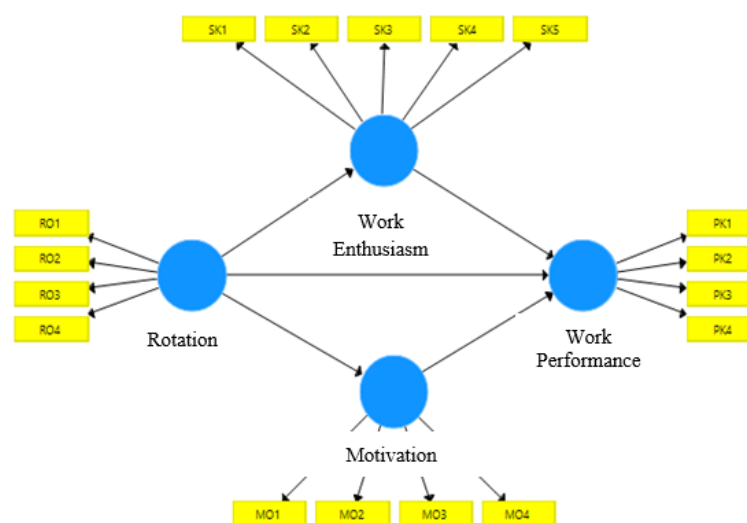 SK1 SK2 SK3 SK4 SK5
Work
Enthusiasm
RO1
RO2
RO3
RO4
Rotation
PK1
PK2
PK3
PK4
Work
Performance
Motivation
MO1 MO2 MO3 MO4